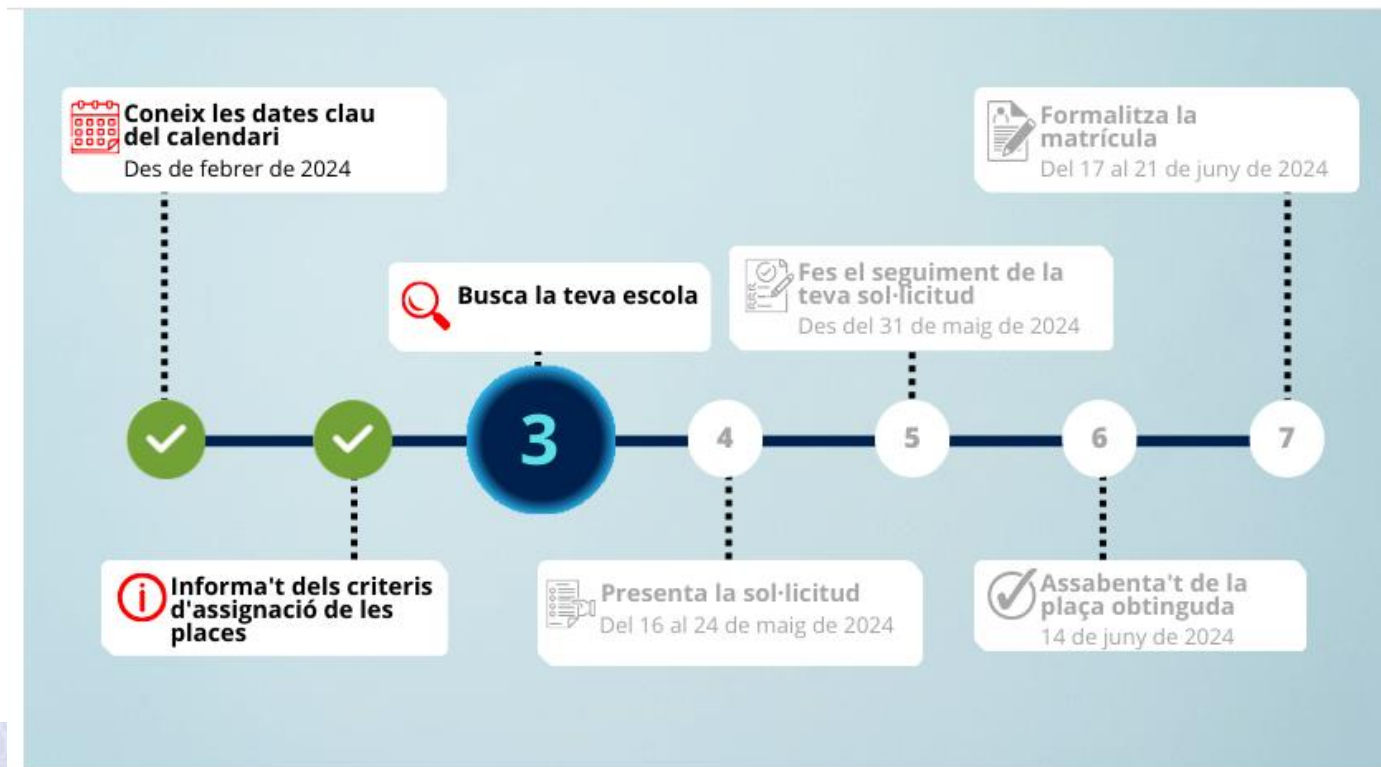 Coneix les dates clau
del calendari
Des de febrer de 2024
Formalitza la
matrícula
Del 17 al 21 de juny de 2024
Busca la teva escola
Fes el seguiment de la
teva sol·licitud
Des del 31 de maig de 2024
3
4
5
6
7
Informa't dels criteris
d'assignació de les
places
Presenta la sol·licitud
Del 16 al 24 de maig de 2024
Assabenta't de la
plaça obtinguda
14 de juny de 2024